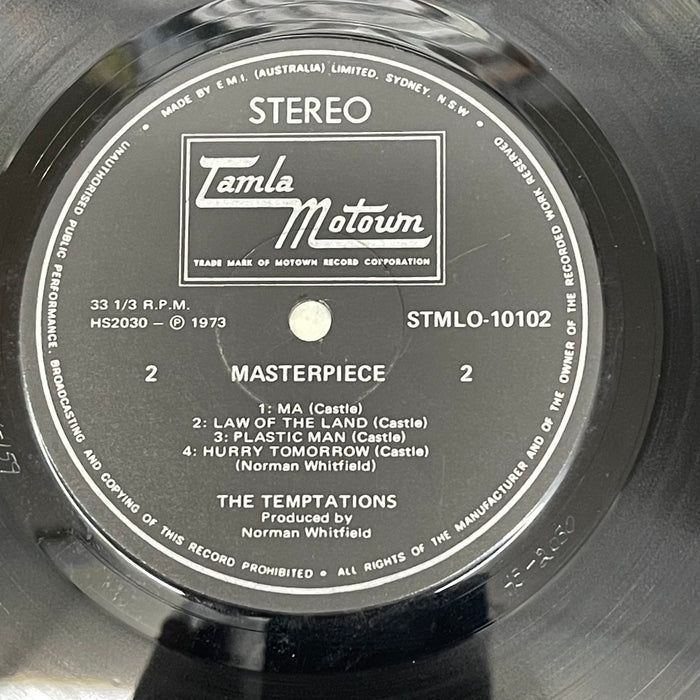 MADE BY E.M.I. (AUSTRALIA) LIMITED, SYDNEY, N.S.W.
STEREO
Tamla
Motown
TRADE MARK OF MOTOWN RECORD CORPORATION
33 1/3 R.P.M.
HS2030 – ℗ 1973
STMLO-10102
2 MASTERPIECE 2
1: MA (Castle)
2: LAW OF THE LAND (Castle)
3: PLASTIC MAN (Castle)
4: HURRY TOMORROW (Castle)
(Norman Whitfield)
THE TEMPTATIONS
Produced by
Norman Whitfield
UNAUTHORISED PUBLIC PERFORMANCE, BROADCASTING AND COPYING OF THIS RECORD PROHIBITED • ALL RIGHTS OF THE MANUFACTURER AND OF THE OWNER OF THE RECORDED WORK RESERVED